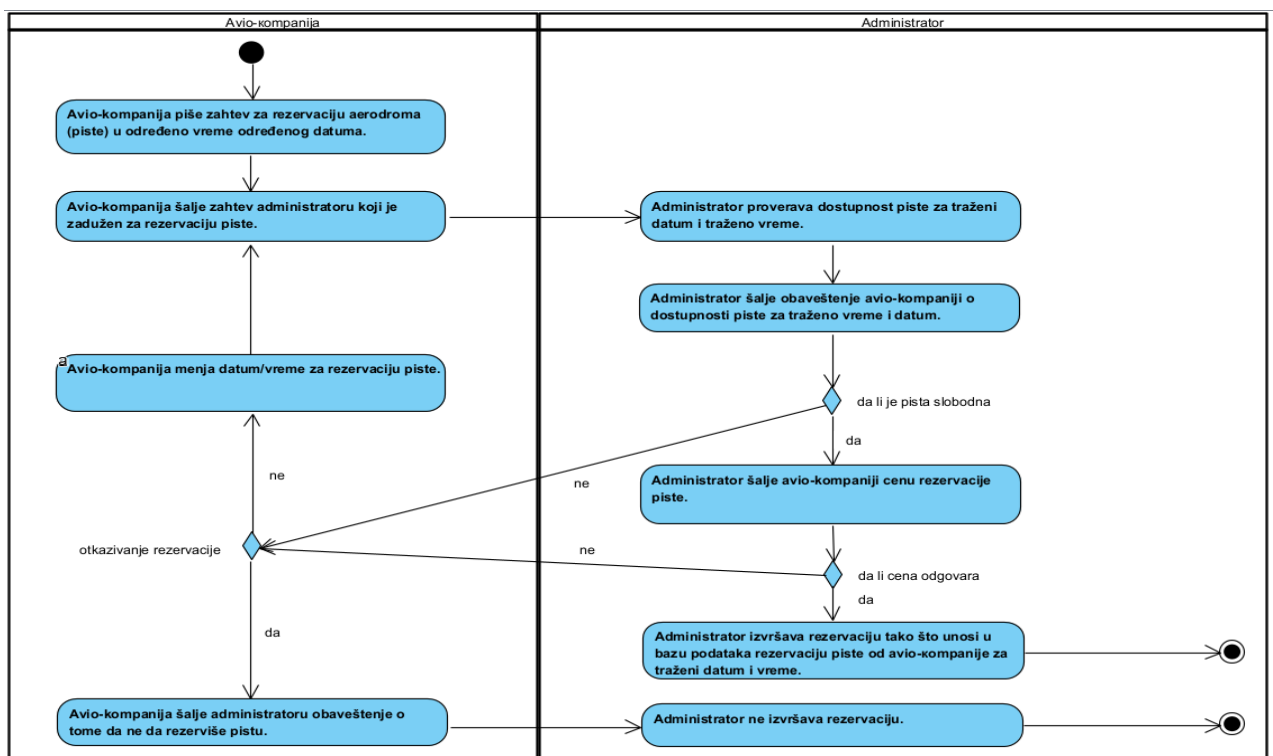 Avio-kompanija
Administrator
Avio-kompanija piše zahtev za rezervaciju aerodroma
(piste) u određeno vreme određenog datuma.
Avio-kompanija šalje zahtev administratoru koji je
zadužen za rezervaciju piste.
Administrator proverava dostupnost piste za traženi
datum i traženo vreme.
Administrator šalje obaveštenje avio-kompaniji o
dostupnosti piste za traženo vreme i datum.
a
Avio-kompanija menja datum/vreme za rezervaciju piste.
da li je pista slobodna
da
ne
ne
Administrator šalje avio-kompaniji cenu rezervacije
piste.
otkazivanje rezervacije
ne
da li cena odgovara
da
da
Administrator izvršava rezervaciju tako što unosi u
bazu podataka rezervaciju piste od avio-kompanije za
traženi datum i vreme.
Avio-kompanija šalje administratoru obaveštenje o
tome da ne da rezerviše pistu.
Administrator ne izvršava rezervaciju.